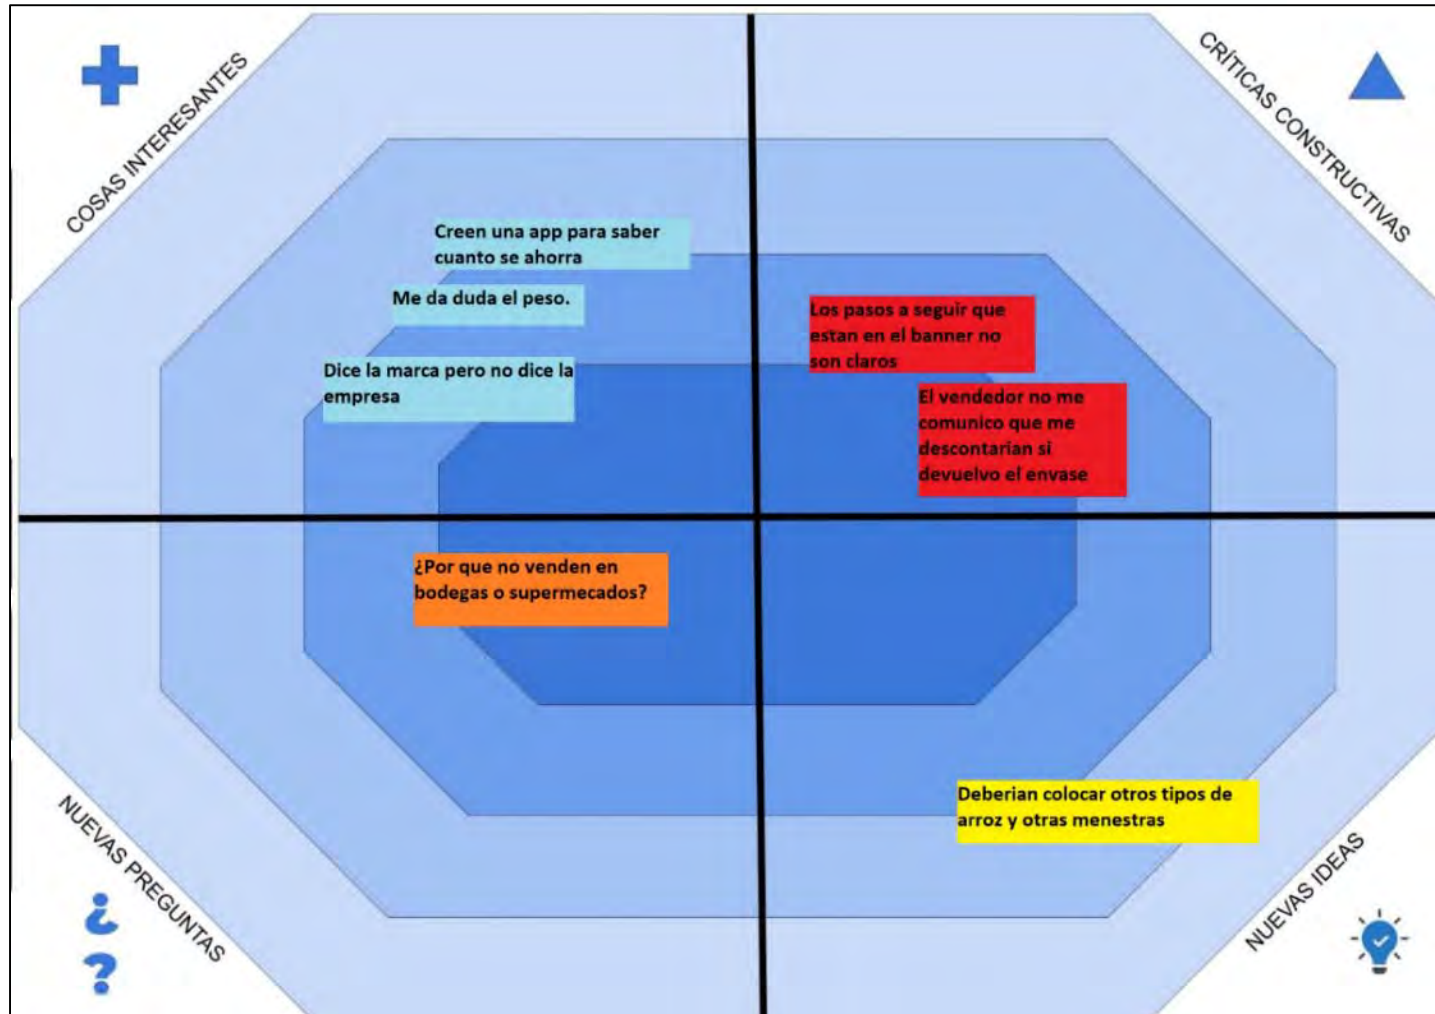 COSAS INTERESANTES
CRÍTICAS CONSTRUCTIVAS
Creen una app para saber
cuanto se ahorra
Me da duda el peso.
Dice la marca pero no dice la
empresa
Los pasos a seguir que
estan en el banner no
son claros
El vendedor no me
comunico que me
descontarian si
devuelvo el envase
¿Por que no venden en
bodegas o supermecados?
Deberian colocar otros tipos de
arroz y otras menestras
NUEVAS PREGUNTAS
¿
?
NUEVAS IDEAS